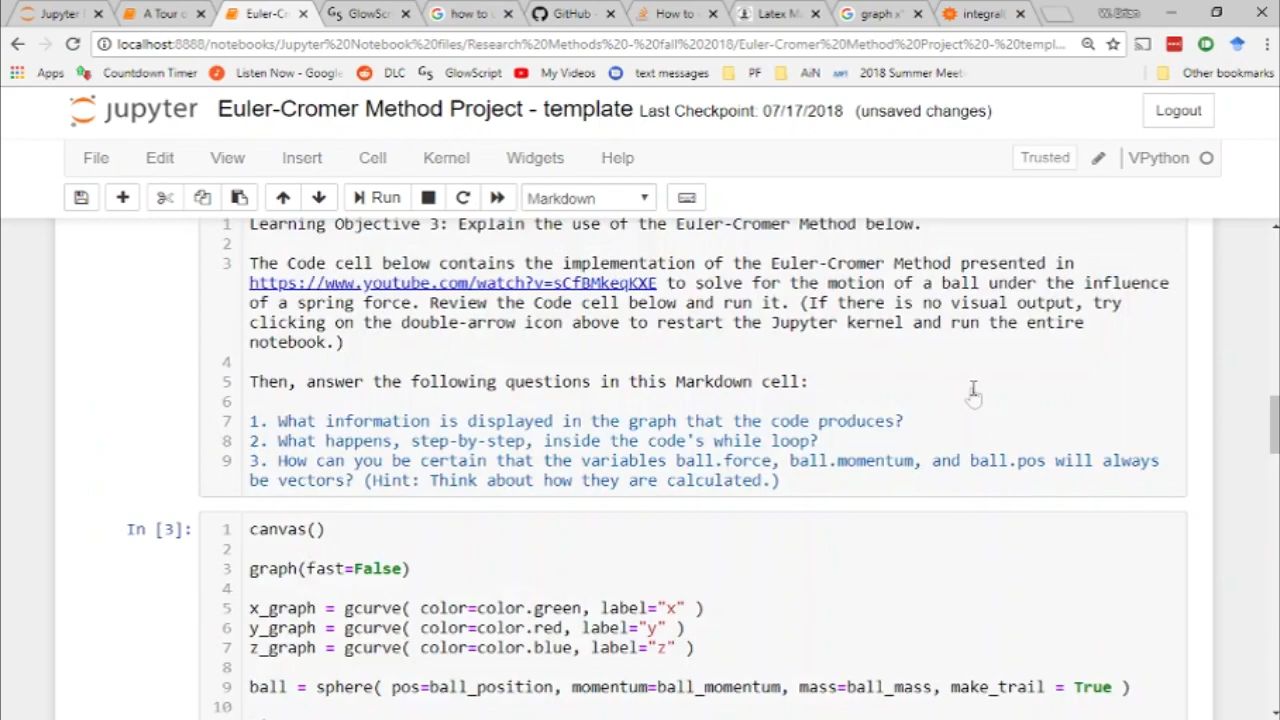 Jupyter
A Tour o
Euler-Cro
GlowScr
how to u
GitHub -
How to
Latex Ma
graph x^
integral
localhost:8888/notebooks/Jupyter%20Notebook%20files/Research%20Methods%20-%20fall%202018/Euler-Cromer%20Method%20Project%20-%20templ...
Apps Countdown Timer Listen Now - Google DLC GlowScript My Videos text messages PF AiN 2018 Summer Meet Other bookmarks
jupyter Euler-Cromer Method Project - template Last Checkpoint: 07/17/2018 (unsaved changes) Logout
File Edit View Insert Cell Kernel Widgets Help Trusted VPython
Run Markdown
1 Learning Objective 3: Explain the use of the Euler-Cromer Method below.
2
3 The Code cell below contains the implementation of the Euler-Cromer Method presented in
https://www.youtube.com/watch?v=sCfBMkeqKXE to solve for the motion of a ball under the influence
of a spring force. Review the Code cell below and run it. (If there is no visual output, try
clicking on the double-arrow icon above to restart the Jupyter kernel and run the entire
notebook.)
4
5 Then, answer the following questions in this Markdown cell:
6
7 1. What information is displayed in the graph that the code produces?
8 2. What happens, step-by-step, inside the code's while loop?
9 3. How can you be certain that the variables ball.force, ball.momentum, and ball.pos will always
be vectors? (Hint: Think about how they are calculated.)
In [3]: 1 canvas()
2
3 graph(fast=False)
4
5 x_graph = gcurve( color=color.green, label="x" )
6 y_graph = gcurve( color=color.red, label="y" )
7 z_graph = gcurve( color=color.blue, label="z" )
8
9 ball = sphere( pos=ball_position, momentum=ball_momentum, mass=ball_mass, make_trail = True )
10